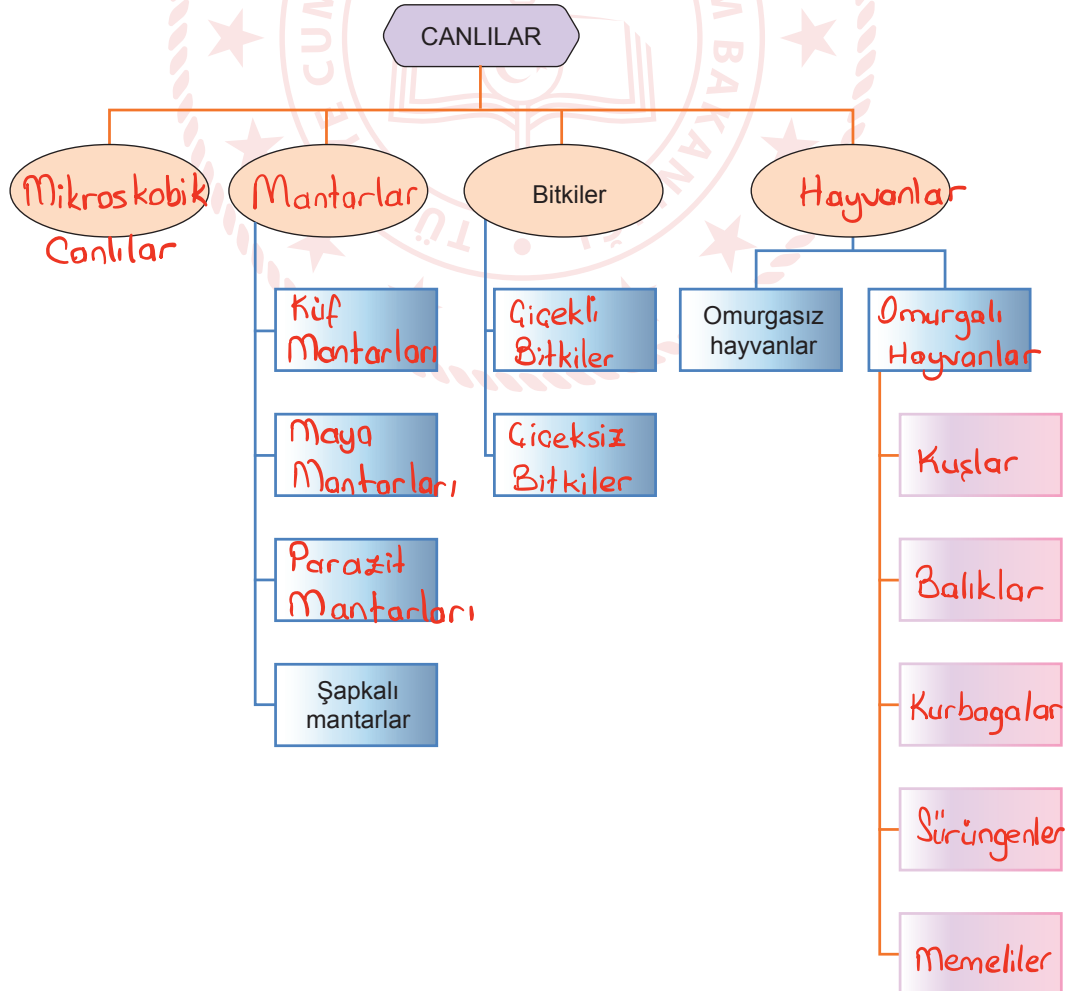 CANLILAR
Mikroskobik
Canlılar
Mantarlar
Bitkiler
Hayvanlar
Küf
Mantarları
Maya
Mantarları
Parazit
Mantarları
Şapkalı
mantarlar
Çiçekli
Bitkiler
Çiçeksiz
Bitkiler
Omurgasız
hayvanlar
Omurgalı
Hayvanlar
Kuşlar
Balıklar
Kurbagalar
Sürüngenler
Memeliler